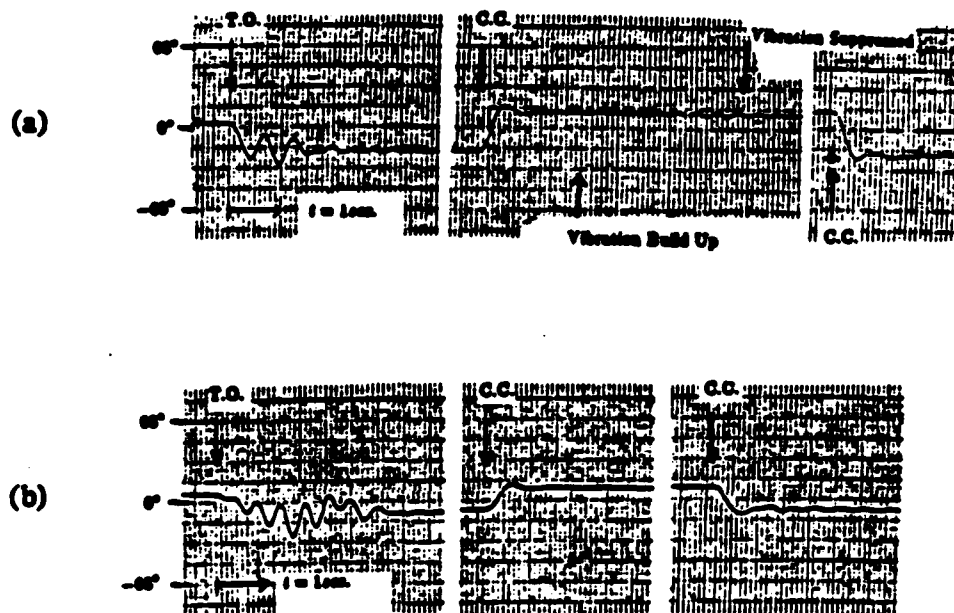 (a)
T.O.
C.C.
Vibration Suppressed
0°
t = 1sec.
Vibration Build Up
C.C.
(b)
T.O.
C.C.
C.C.
0°
t = 1sec.